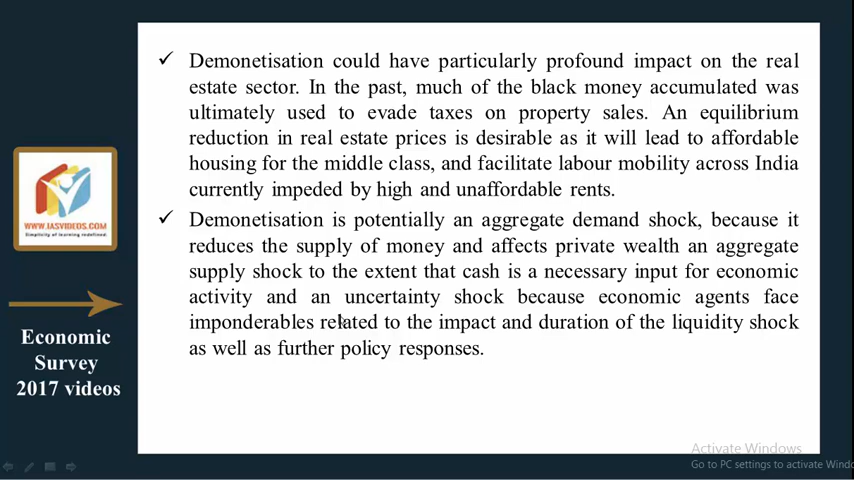 ✓ Demonetisation could have particularly profound impact on the real
estate sector. In the past, much of the black money accumulated was
ultimately used to evade taxes on property sales. An equilibrium
reduction in real estate prices is desirable as it will lead to affordable
housing for the middle class, and facilitate labour mobility across India
currently impeded by high and unaffordable rents.
✓ Demonetisation is potentially an aggregate demand shock, because it
reduces the supply of money and affects private wealth an aggregate
supply shock to the extent that cash is a necessary input for economic
activity and an uncertainty shock because economic agents face
imponderables related to the impact and duration of the liquidity shock
as well as further policy responses.
WWW.IASVIDEOS.COM
Simplicity of learning redefined.
Economic
Survey
2017 videos
Activate Windows
Go to PC settings to activate Windo